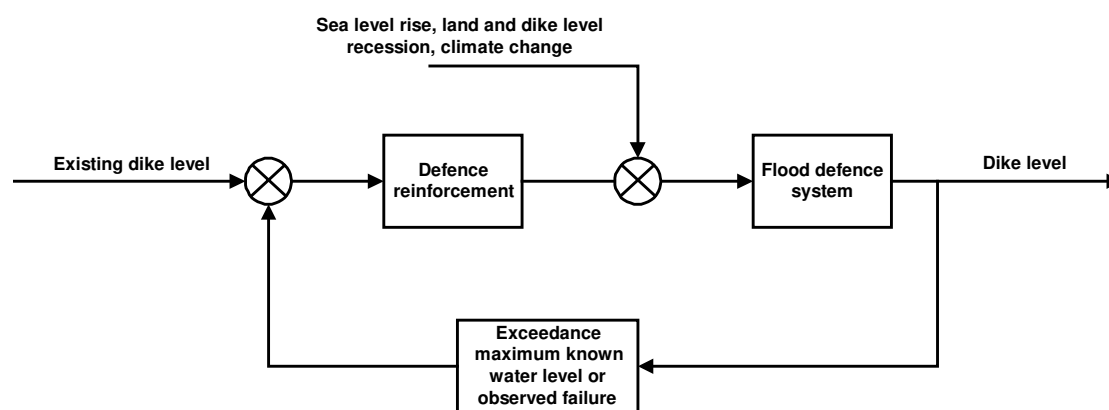 Sea level rise, land and dike level
recession, climate change
Existing dike level
Defence
reinforcement
Flood defence
system
Dike level
Exceedance
maximum known
water level or
observed failure